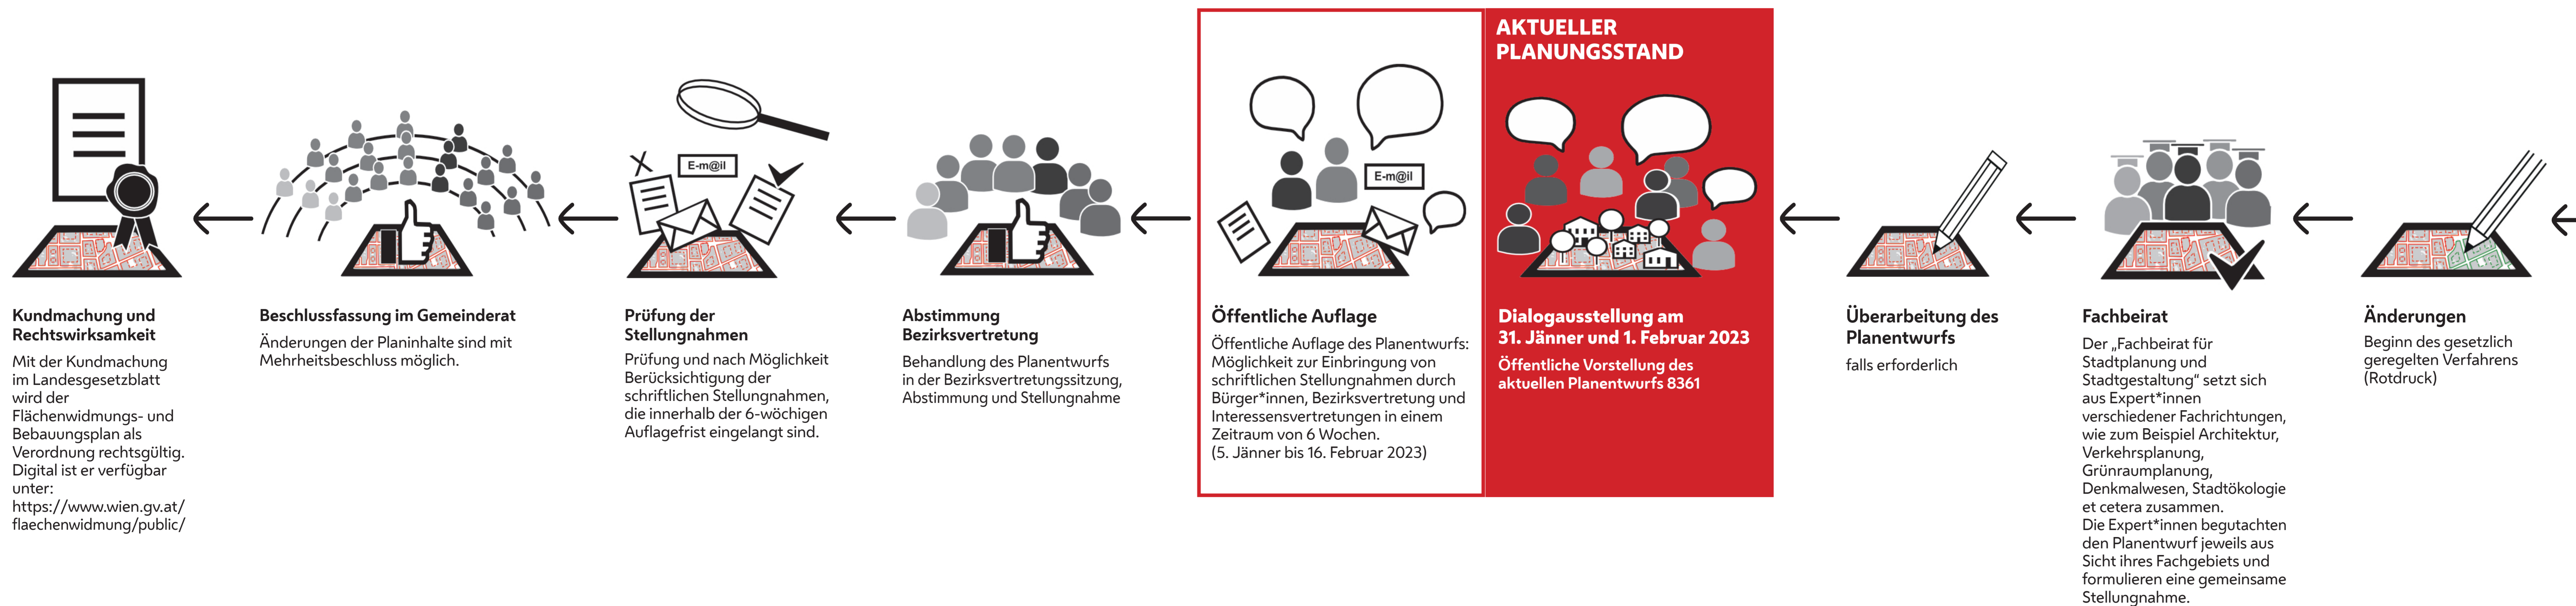 AKTUELLER
PLANUNGSSTAND
E-m@il
E-m@il
Kundmachung und
Rechtswirksamkeit
Mit der Kundmachung
im Landesgesetzblatt
wird der
Flächenwidmungs- und
Bebauungsplan als
Verordnung rechtsgültig.
Digital ist er verfügbar
unter:
https://www.wien.gv.at/
flaechenwidmung/public/
Beschlussfassung im Gemeinderat
Änderungen der Planinhalte sind mit
Mehrheitsbeschluss möglich.
Prüfung der
Stellungnahmen
Prüfung und nach Möglichkeit
Berücksichtigung der
schriftlichen Stellungnahmen,
die innerhalb der 6-wöchigen
Auflagefrist eingelangt sind.
Abstimmung
Bezirksvertretung
Behandlung des Planentwurfs
in der Bezirksvertretungssitzung,
Abstimmung und Stellungnahme
Öffentliche Auflage
Öffentliche Auflage des Planentwurfs:
Möglichkeit zur Einbringung von
schriftlichen Stellungnahmen durch
Bürger*innen, Bezirksvertretung und
Interessensvertretungen in einem
Zeitraum von 6 Wochen.
(5. Jänner bis 16. Februar 2023)
Dialogausstellung am
31. Jänner und 1. Februar 2023
Öffentliche Vorstellung des
aktuellen Planentwurfs 8361
Überarbeitung des
Planentwurfs
falls erforderlich
Fachbeirat
Der „Fachbeirat für
Stadtplanung und
Stadtgestaltung“ setzt sich
aus Expert*innen
verschiedener Fachrichtungen,
wie zum Beispiel Architektur,
Verkehrsplanung,
Grünraumplanung,
Denkmalwesen, Stadtökologie
et cetera zusammen.
Die Expert*innen begutachten
den Planentwurf jeweils aus
Sicht ihres Fachgebiets und
formulieren eine gemeinsame
Stellungnahme.
Änderungen
Beginn des gesetzlich
geregelten Verfahrens
(Rotdruck)